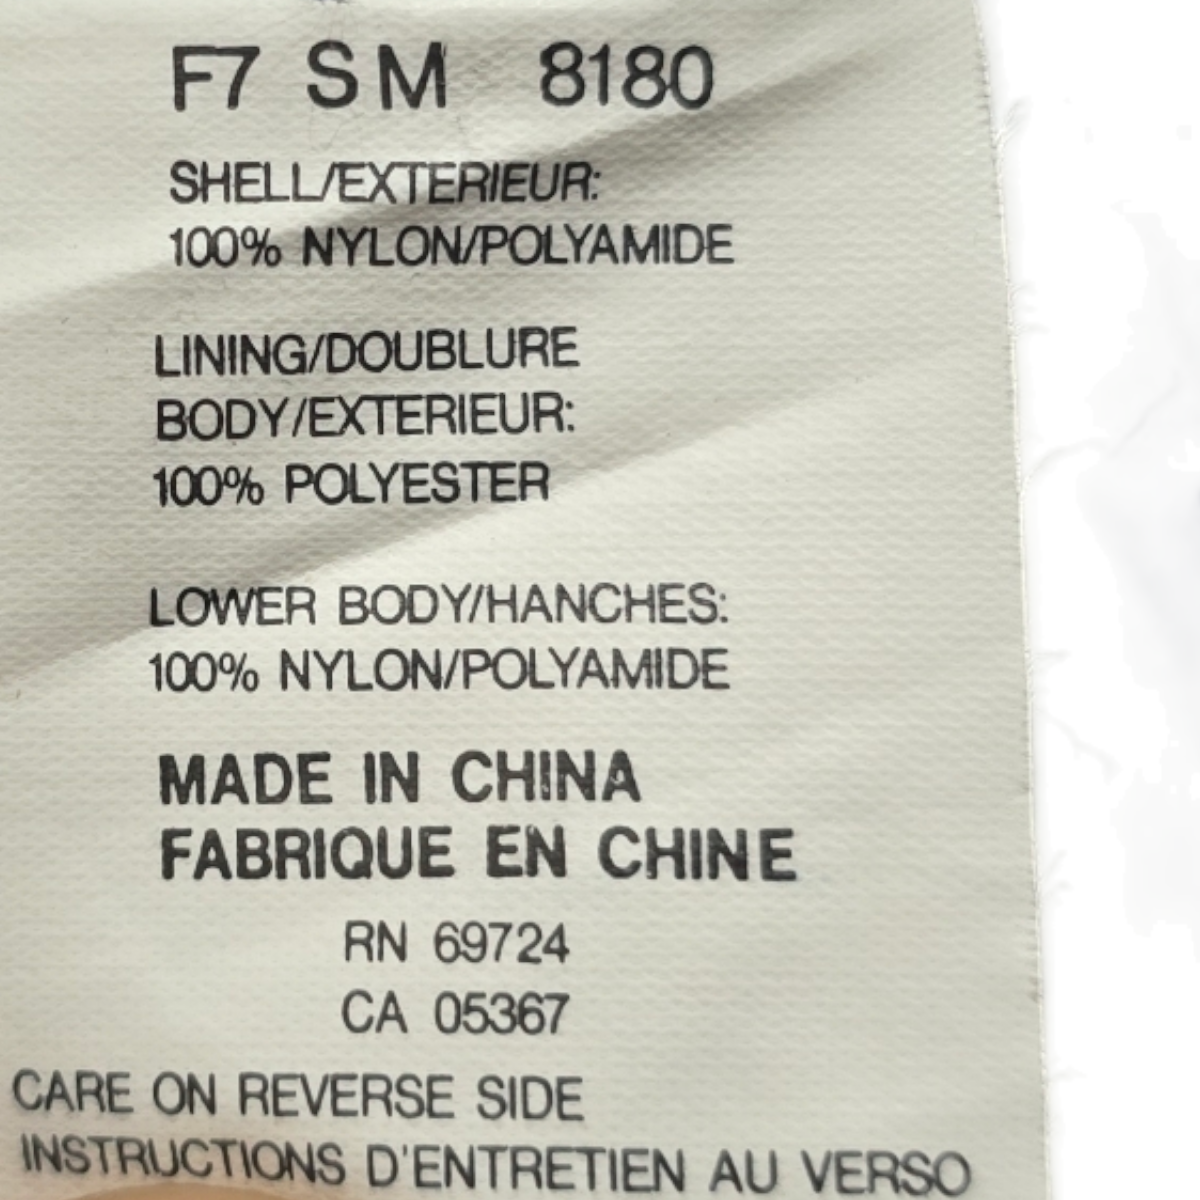 F7 SM 8180
SHELL/EXTERIEUR:
100% NYLON/POLYAMIDE
LINING/DOUBLURE
BODY/EXTERIEUR:
100% POLYESTER
LOWER BODY/HANCHES:
100% NYLON/POLYAMIDE
MADE IN CHINA
FABRIQUE EN CHINE
RN 69724
CA 05367
CARE ON REVERSE SIDE
INSTRUCTIONS D'ENTRETIEN AU VERSO